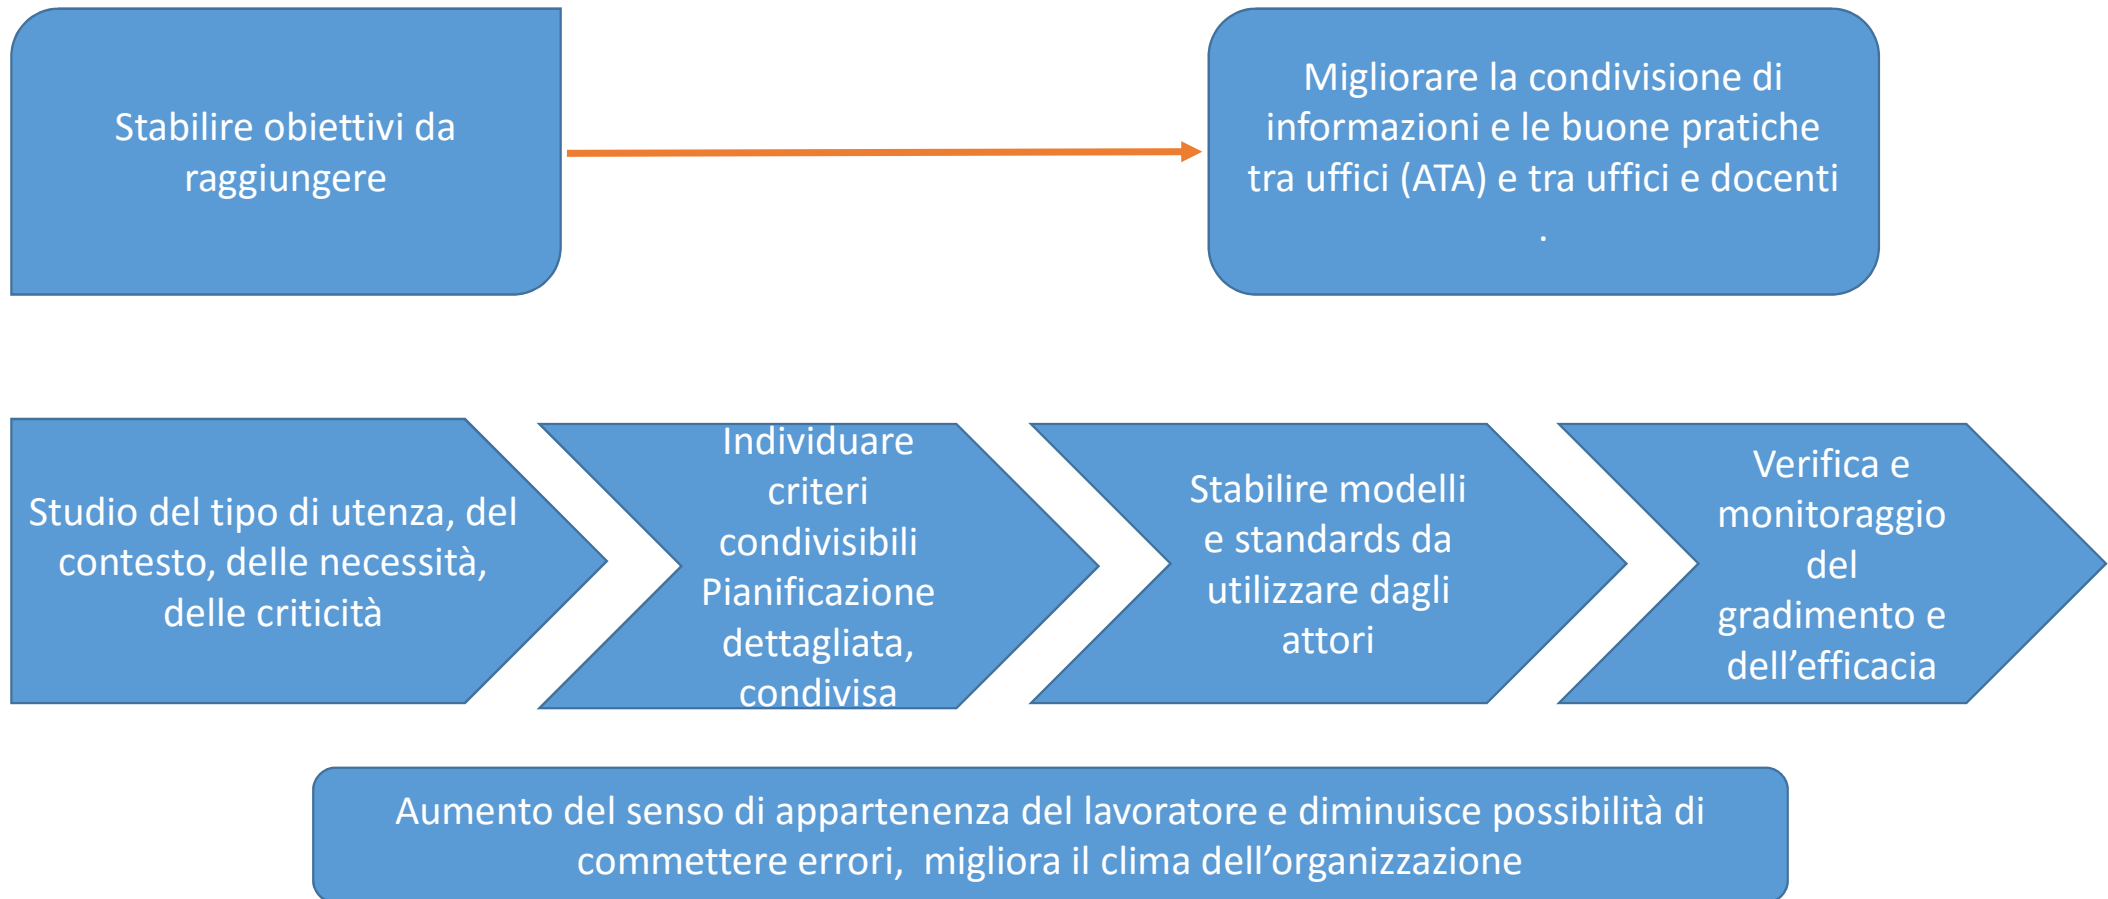 Stabilire obiettivi da
raggiungere
Migliorare la condivisione di
informazioni e le buone pratiche
tra uffici (ATA) e tra uffici e docenti
.
Studio del tipo di utenza, del
contesto, delle necessità,
delle criticità
Individuare
criteri
condivisibili
Pianificazione
dettagliata,
condivisa
Stabilire modelli
e standards da
utilizzare dagli
attori
Verifica e
monitoraggio
del
gradimento e
dell’efficacia
Aumento del senso di appartenenza del lavoratore e diminuisce possibilità di
commettere errori,  migliora il clima dell’organizzazione